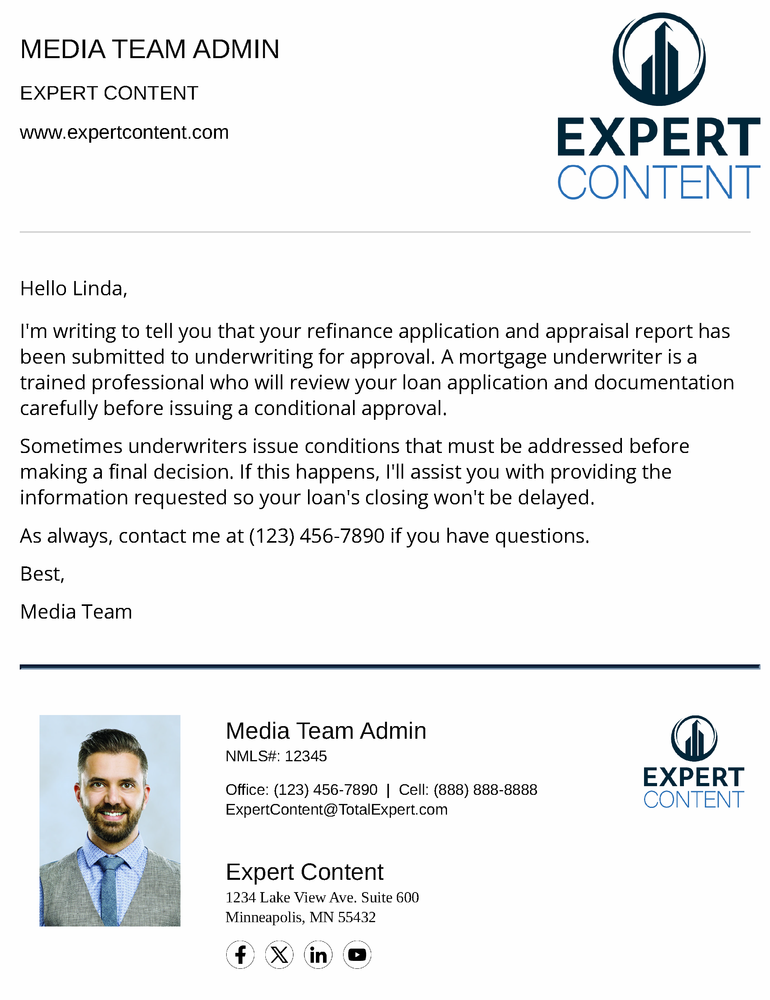 MEDIA TEAM ADMIN
EXPERT CONTENT
www.expertcontent.com
EXPERT
CONTENT
Hello Linda,
I'm writing to tell you that your refinance application and appraisal report has
been submitted to underwriting for approval. A mortgage underwriter is a
trained professional who will review your loan application and documentation
carefully before issuing a conditional approval.
Sometimes underwriters issue conditions that must be addressed before
making a final decision. If this happens, I'll assist you with providing the
information requested so your loan's closing won't be delayed.
As always, contact me at (123) 456-7890 if you have questions.
Best,
Media Team
Media Team Admin
NMLS#: 12345
Office: (123) 456-7890 | Cell: (888) 888-8888
ExpertContent@TotalExpert.com
EXPERT
CONTENT
Expert Content
1234 Lake View Ave. Suite 600
Minneapolis, MN 55432